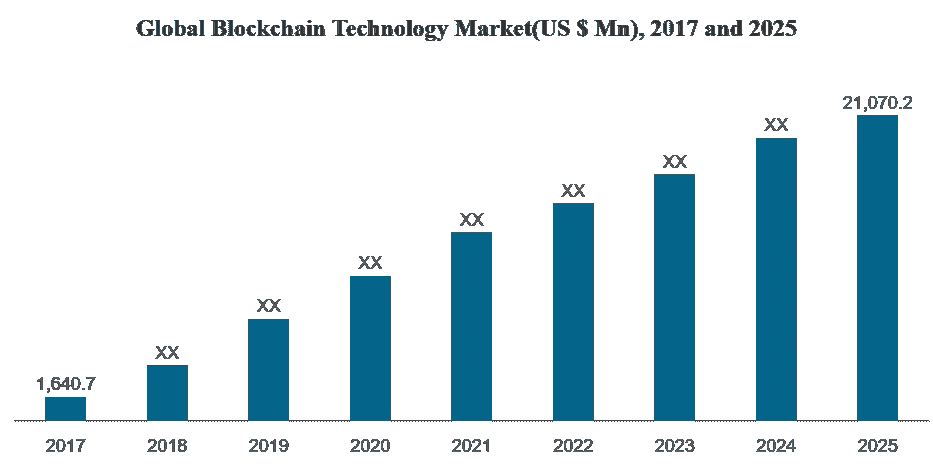 Global Blockchain Technology Market(US $ Mn), 2017 and 2025
21,070.2
XX
XX
XX
XX
XX
XX
XX
1,640.7
2017 2018 2019 2020 2021 2022 2023 2024 2025